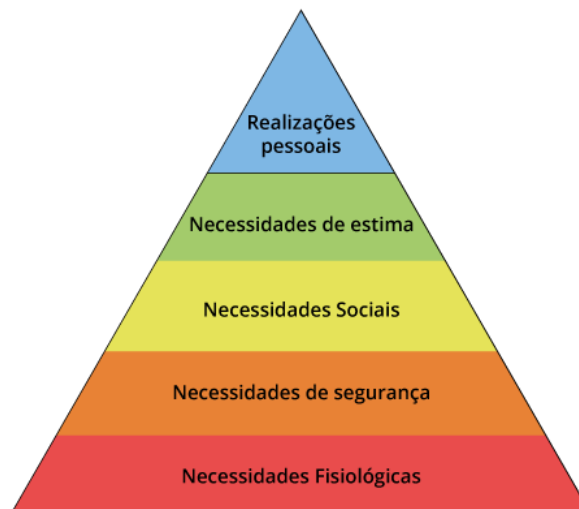 Realizações
pessoais
Necessidades de estima
Necessidades Sociais
Necessidades de segurança
Necessidades Fisiológicas